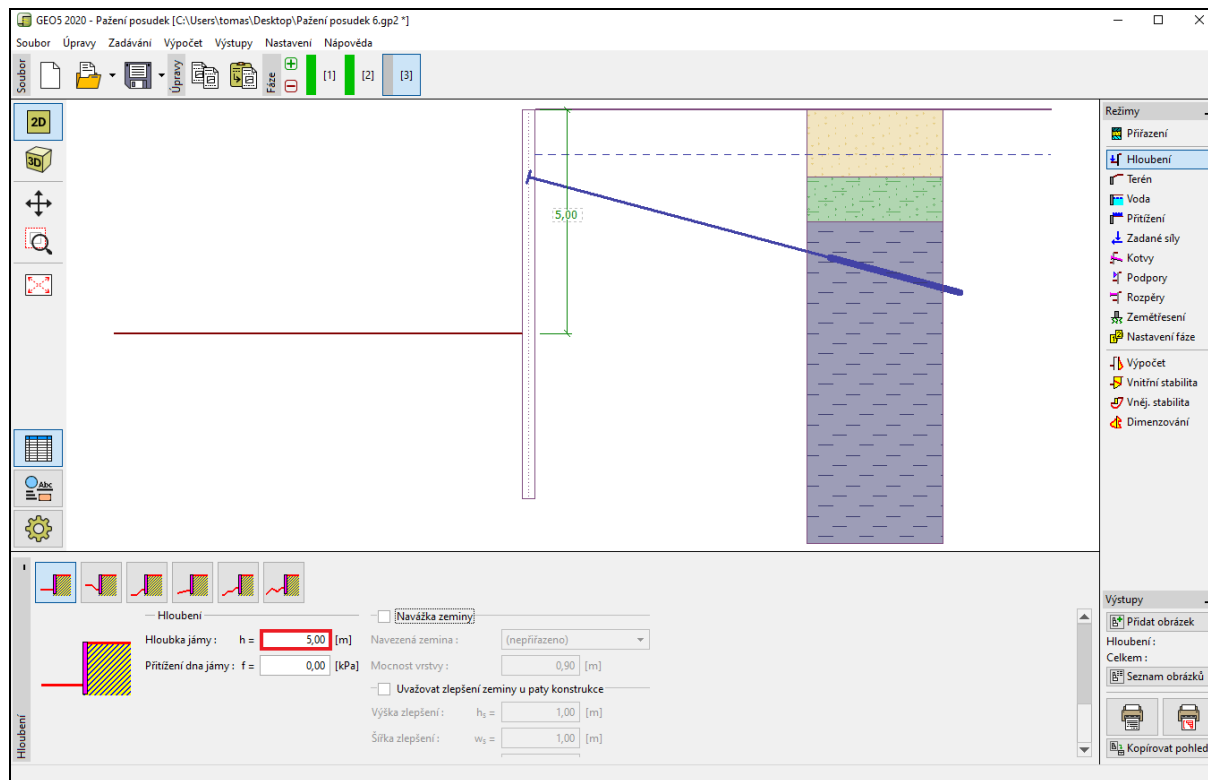 GEO5 2020 - Pažení posudek [C:\Users\tomas\Desktop\Pažení posudek 6.gp2 *]
Soubor Úpravy Zadávání Výpočet Výstupy Nastavení Nápověda
Soubor
Úpravy
Fáze
[1] [2] [3]
2D
3D
Abc
5,00
Režimy
Přiřazení
Hloubení
Terén
Voda
Přitížení
Zadané síly
Kotvy
Podpory
Rozpěry
Zemětřesení
Nastavení fáze
Výpočet
Vnitřní stabilita
Vněj. stabilita
Dimenzování
Hloubení
Hloubení
Hloubka jámy : h = 5,00 [m]
Přitížení dna jámy : f = 0,00 [kPa]
Navážka zeminy
Navezená zemina : (nepřiřazeno)
Mocnost vrstvy : 0,90 [m]
Uvažovat zlepšení zeminy u paty konstrukce
Výška zlepšení : hs = 1,00 [m]
Šířka zlepšení : ws = 1,00 [m]
Výstupy
Přidat obrázek
Hloubení :
Celkem :
Seznam obrázků
Kopírovat pohled